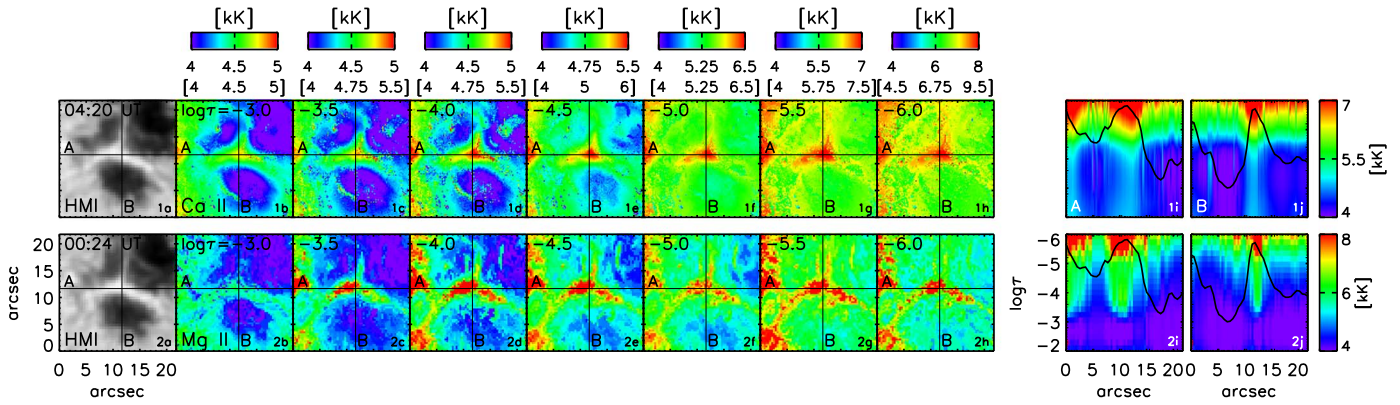 [kK] [kK] [kK] [kK] [kK] [kK] [kK]
4 4.5 5 4 4.5 5 4 4.5 5 4 4.75 5.5 4 5.25 6.5 4 5.5 7 4 6 8
[4 4.5 5] [4 4.75 5.5] [4 4.75 5.5] [4 5 6] [4 5.25 6.5] [4 5.75 7.5] [4.5 6.75 9.5]
04:20 UT logτ=−3.0 −3.5 −4.0 −4.5 −5.0 −5.5 −6.0
A A A A A A A A
HMI B 1a Ca II B 1b B 1c B 1d B 1e B 1f B 1g B 1h
A 1i B 1j
7
5.5
4
[kK]
00:24 UT logτ=−3.0 −3.5 −4.0 −4.5 −5.0 −5.5 −6.0
A A A A A A A A
HMI B 2a Mg II B 2b B 2c B 2d B 2e B 2f B 2g B 2h
20
15
10
5
0
arcsec
0 5 10 15 20
arcsec
−6
−5
−4
−3
−2
logτ
2i 2j
0 5 10 15 20 0 5 10 15 20
arcsec arcsec
8
6
4
[kK]